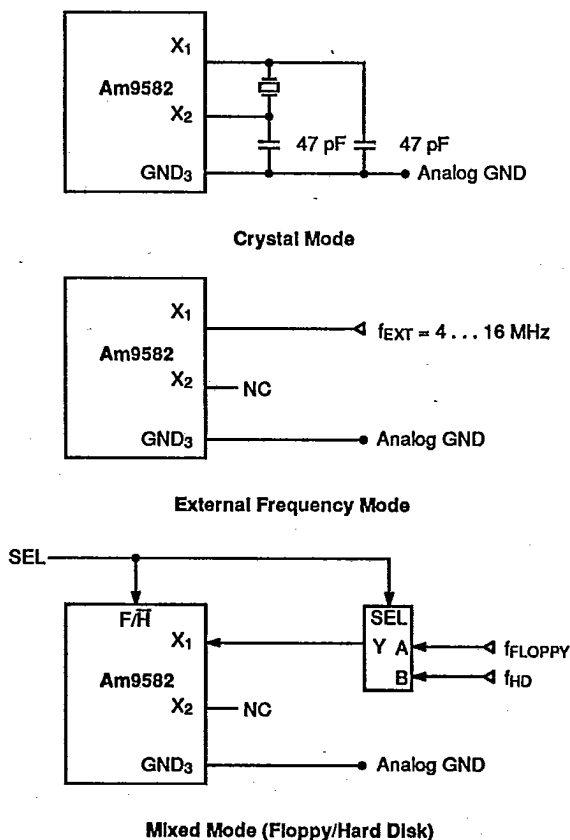 X1
Am9582
X2
47 pF 47 pF
GND3 Analog GND
Crystal Mode
X1
fEXT = 4 . . . 16 MHz
Am9582
X2 NC
GND3 Analog GND
External Frequency Mode
SEL
F/H̅ SEL
X1 Y A fFLOPPY
Am9582 B fHD
X2 NC
GND3 Analog GND
Mixed Mode (Floppy/Hard Disk)